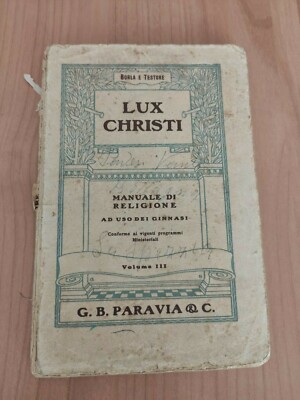 BURLA E TESTORE
LUX
CHRISTI
MANUALE DI
RELIGIONE
AD USO DEI GINNASI
Conforme ai vigenti programmi
Ministeriali
Volume III
G. B. PARAVIA & C.